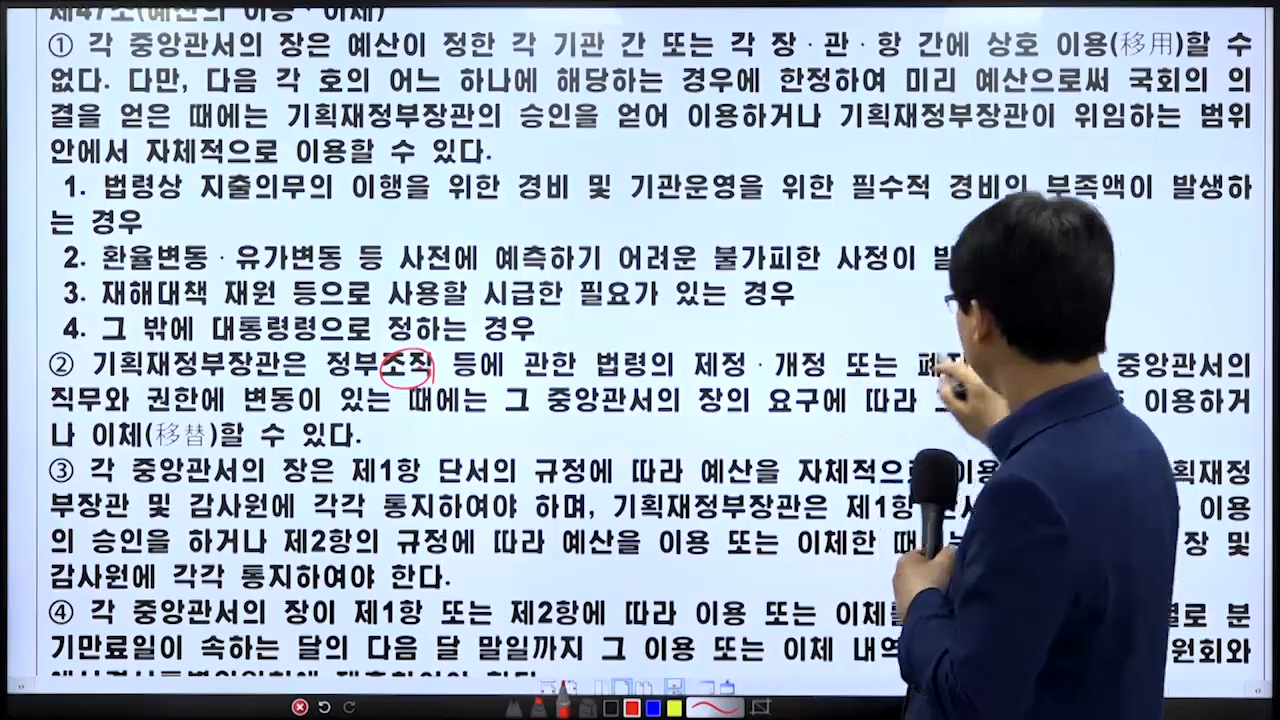 제47조(예산의 이용·이체)
① 각 중앙관서의 장은 예산이 정한 각 기관 간 또는 각 장·관·항 간에 상호 이용(移用)할 수
없다. 다만, 다음 각 호의 어느 하나에 해당하는 경우에 한정하여 미리 예산으로써 국회의 의
결을 얻은 때에는 기획재정부장관의 승인을 얻어 이용하거나 기획재정부장관이 위임하는 범위
안에서 자체적으로 이용할 수 있다.
1. 법령상 지출의무의 이행을 위한 경비 및 기관운영을 위한 필수적 경비의 부족액이 발생하
는 경우
2. 환율변동·유가변동 등 사전에 예측하기 어려운 불가피한 사정이
3. 재해대책 재원 등으로 사용할 시급한 필요가 있는 경우
4. 그 밖에 대통령령으로 정하는 경우
② 기획재정부장관은 정부조직 등에 관한 법령의 제정·개정 또는 중앙관서의
직무와 권한에 변동이 있는 때에는 그 중앙관서의 장의 요구에 따라 이용하거
나 이체(移替)할 수 있다.
③ 각 중앙관서의 장은 제1항 단서의 규정에 따라 예산을 자체적으로 획재정
부장관 및 감사원에 각각 통지하여야 하며, 기획재정부장관은 제1항 이용
의 승인을 하거나 제2항의 규정에 따라 예산을 이용 또는 이체한 장 및
감사원에 각각 통지하여야 한다.
④ 각 중앙관서의 장이 제1항 또는 제2항에 따라 이용 또는 분
기만료일이 속하는 달의 다음 달 말일까지 그 이용 또는 이체 원회와
17 17